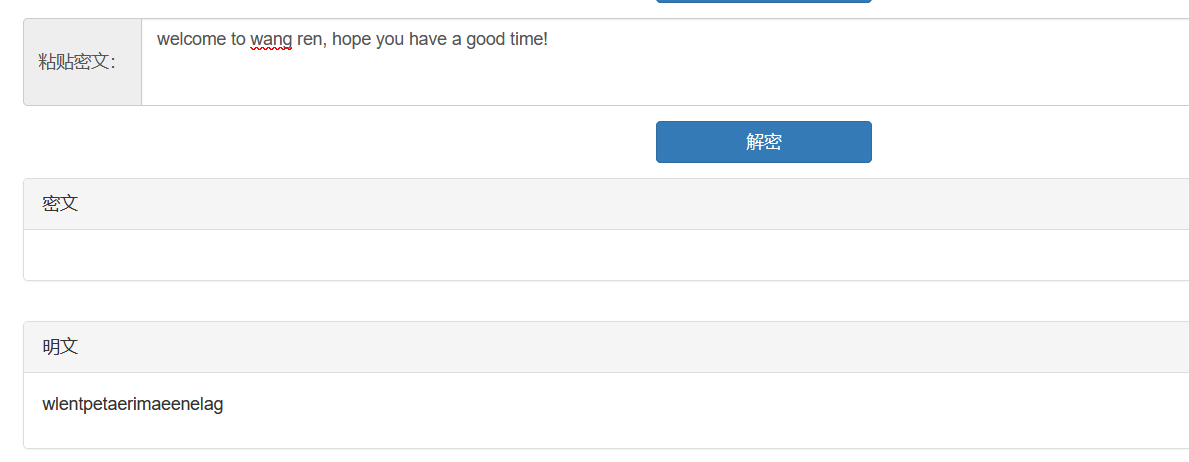 welcome to wang ren, hope you have a good time!
粘贴密文：
解密
密文
明文
wlentpetaerimaeenelag